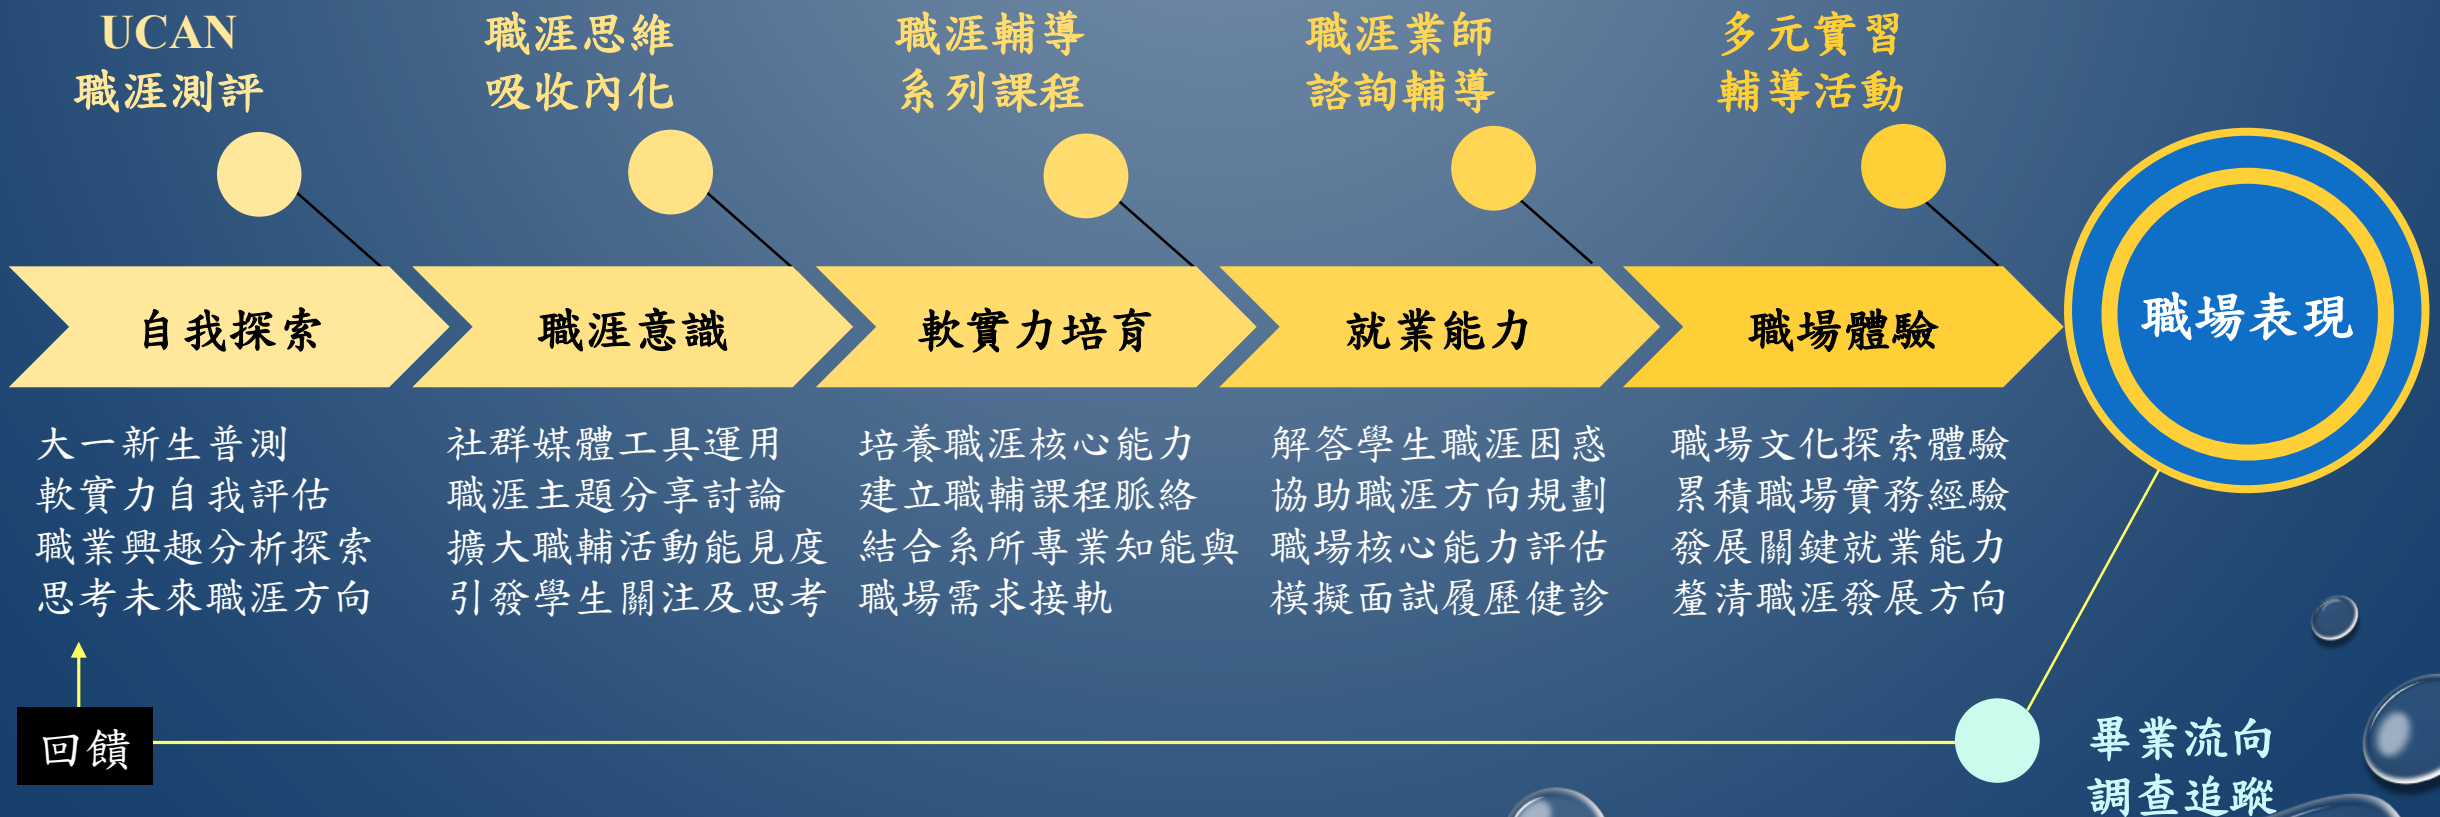 UCAN
職涯測評
職涯思維
吸收內化
職涯輔導
系列課程
職涯業師
諮詢輔導
多元實習
輔導活動
自我探索
職涯意識
軟實力培育
就業能力
職場體驗
職場表現
大一新生普測
軟實力自我評估
職業興趣分析探索
思考未來職涯方向
社群媒體工具運用
職涯主題分享討論
擴大職輔活動能見度
引發學生關注及思考
培養職涯核心能力
建立職輔課程脈絡
結合系所專業知能與
職場需求接軌
解答學生職涯困惑
協助職涯方向規劃
職場核心能力評估
模擬面試履歷健診
職場文化探索體驗
累積職場實務經驗
發展關鍵就業能力
釐清職涯發展方向
回饋
畢業流向
調查追蹤